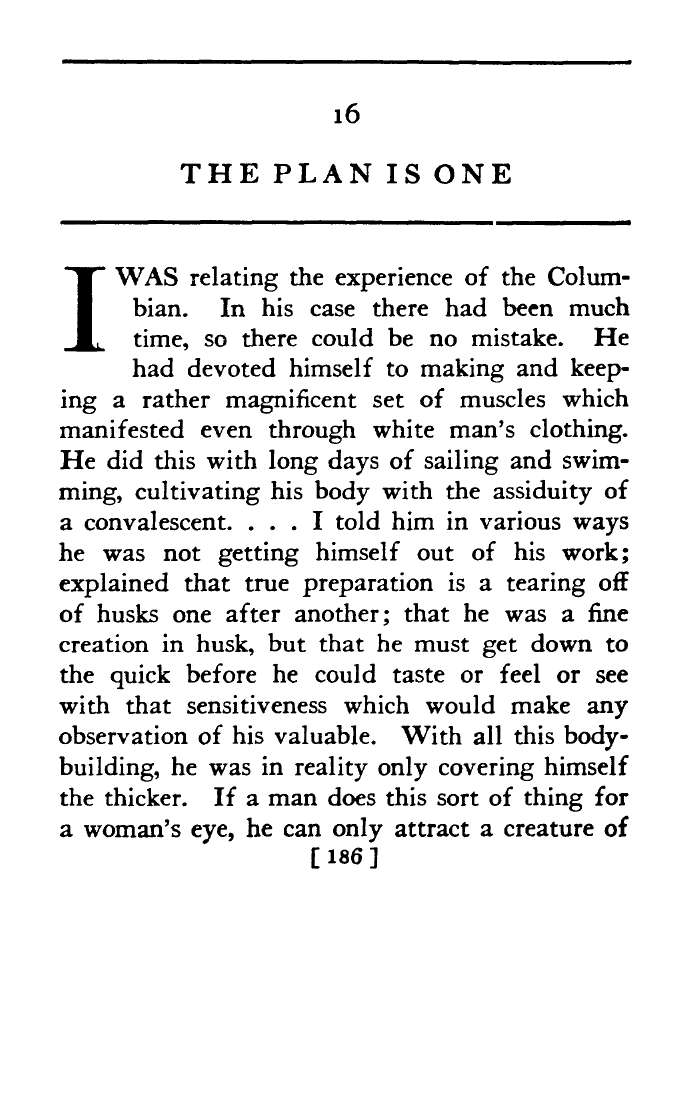 16
THE PLAN IS ONE
I WAS relating the experience of the Colum-
bian. In his case there had been much
time, so there could be no mistake. He
had devoted himself to making and keep-
ing a rather magnificent set of muscles which
manifested even through white man's clothing.
He did this with long days of sailing and swim-
ming, cultivating his body with the assiduity of
a convalescent. . . . I told him in various ways
he was not getting himself out of his work;
explained that true preparation is a tearing off
of husks one after another; that he was a fine
creation in husk, but that he must get down to
the quick before he could taste or feel or see
with that sensitiveness which would make any
observation of his valuable. With all this body-
building, he was in reality only covering himself
the thicker. If a man does this sort of thing for
a woman's eye, he can only attract a creature of
[ 186 ]